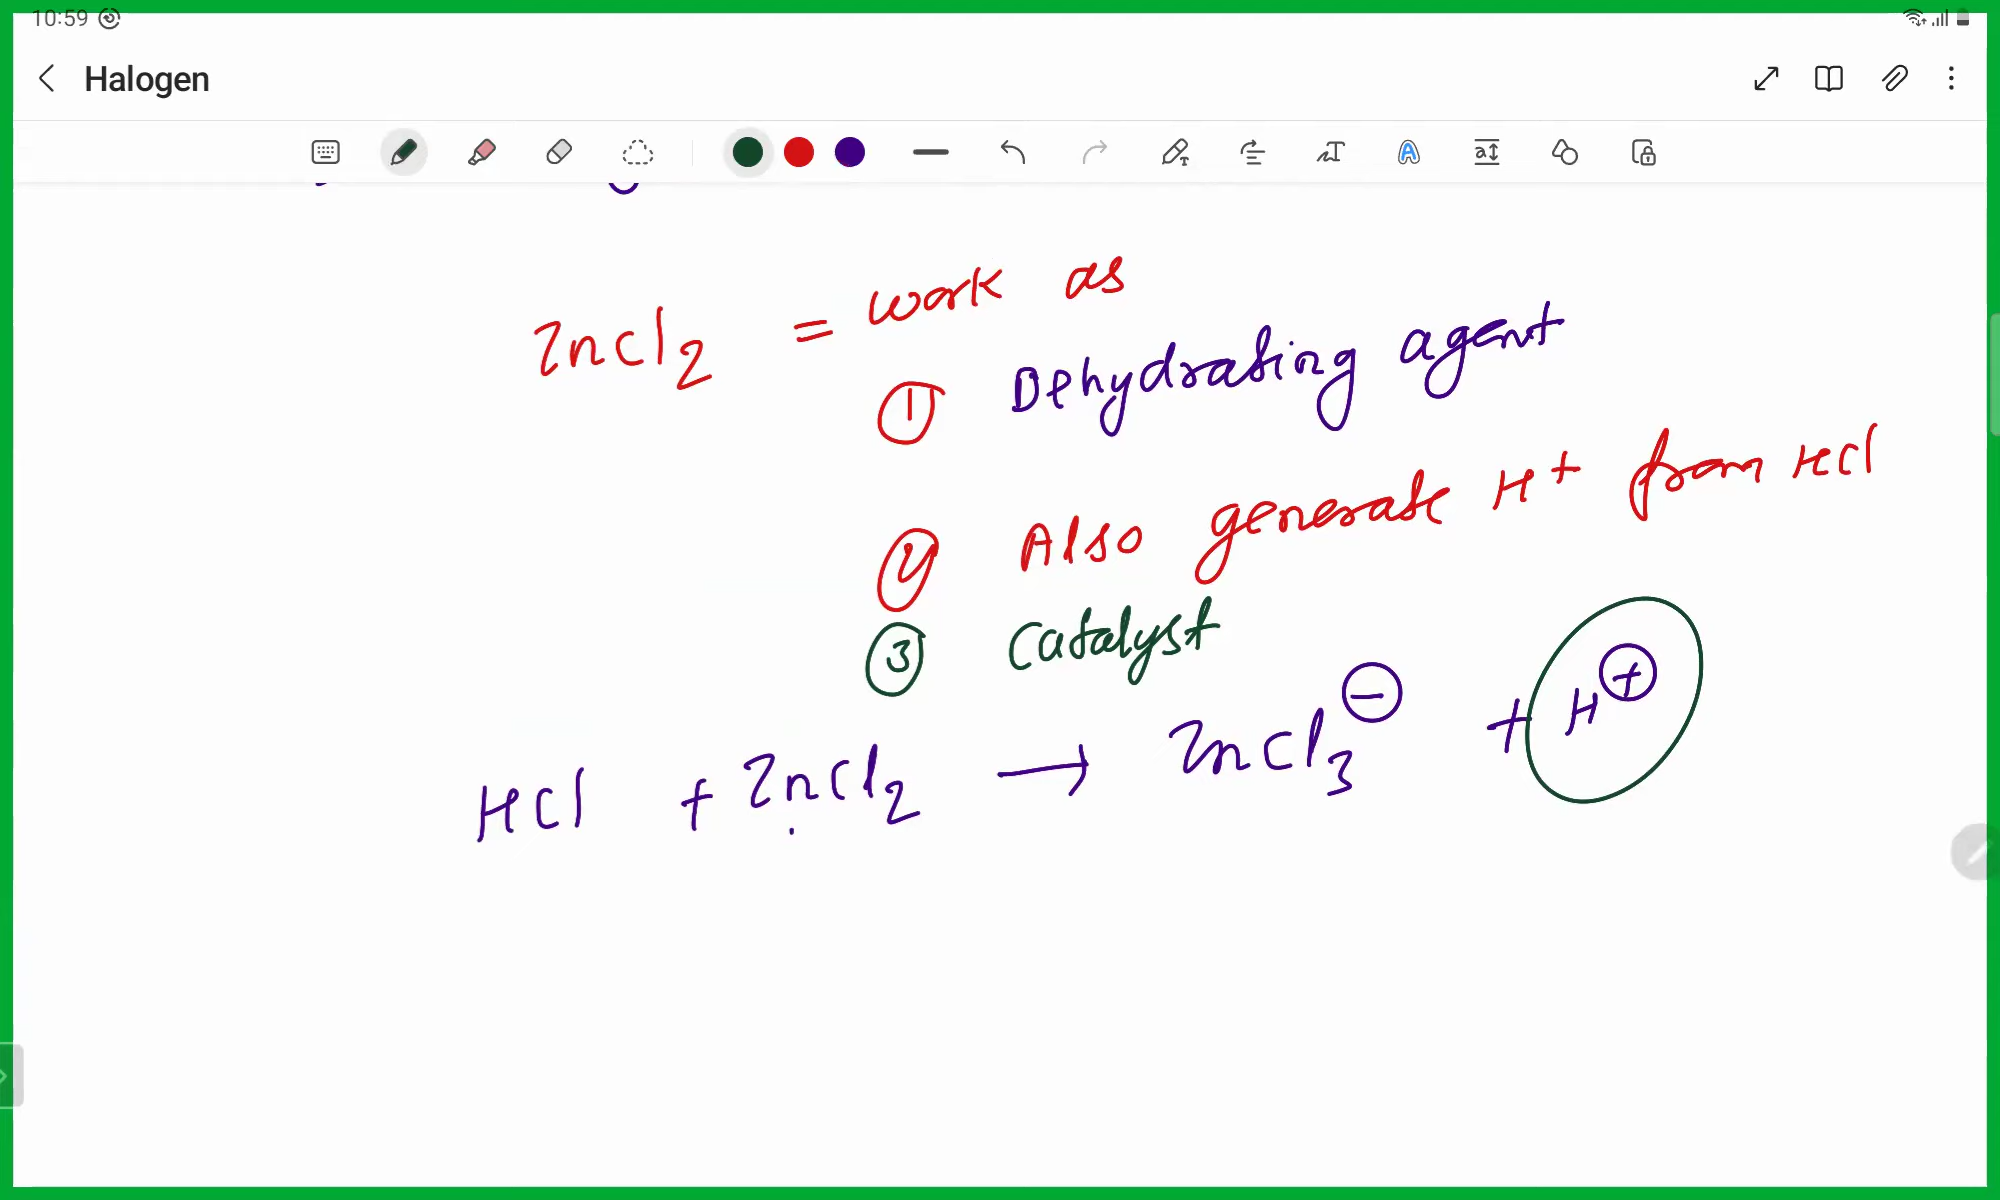 10:59
Halogen
ZnCl2 = work as
① Dehydrating agent
② Also generate H+ from HCl
③ Catalyst
HCl + ZnCl2 → ZnCl3⊖ + H⊕